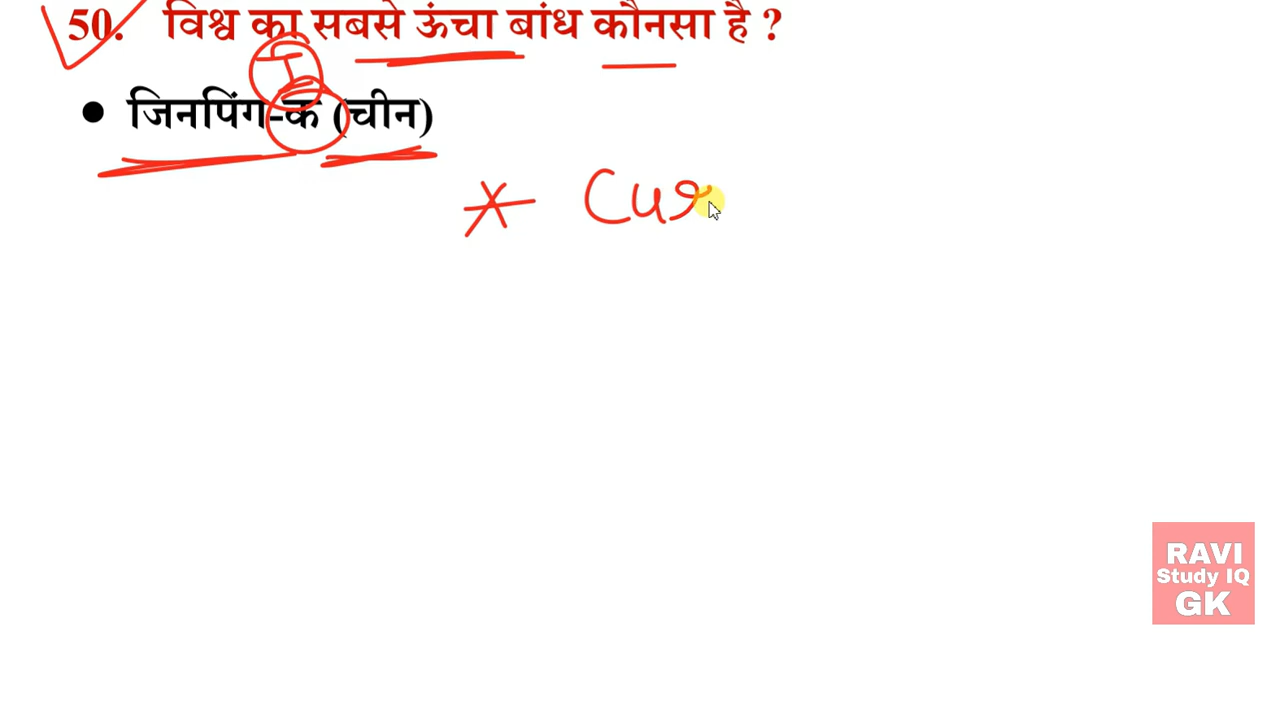 50. विश्व का सबसे ऊंचा बांध कौनसा है ?
I
• जिनपिंग-क (चीन)
* Cur
RAVI
Study IQ
GK